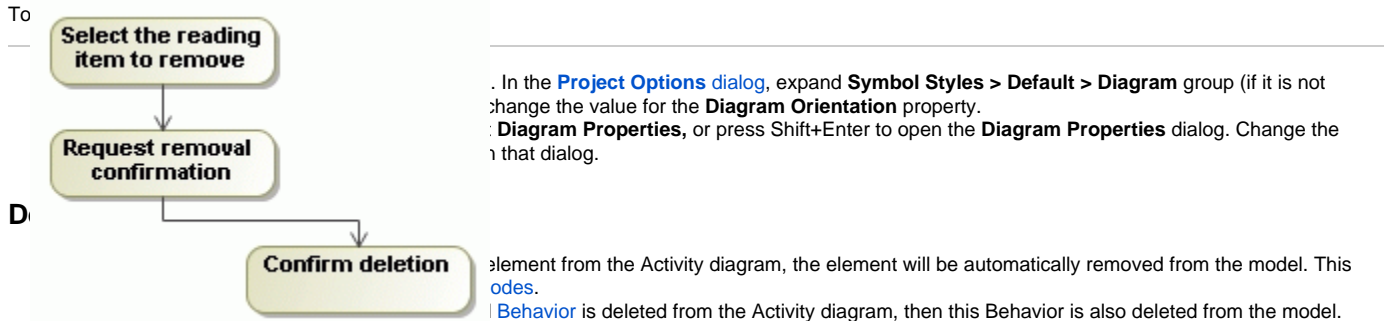 To
Select the reading
item to remove
. In the Project Options dialog, expand Symbol Styles > Default > Diagram group (if it is not
change the value for the Diagram Orientation property.
Diagram Properties, or press Shift+Enter to open the Diagram Properties dialog. Change the
that dialog.
Request removal
confirmation
Confirm deletion
element from the Activity diagram, the element will be automatically removed from the model. This
odes.
Behavior is deleted from the Activity diagram, then this Behavior is also deleted from the model.